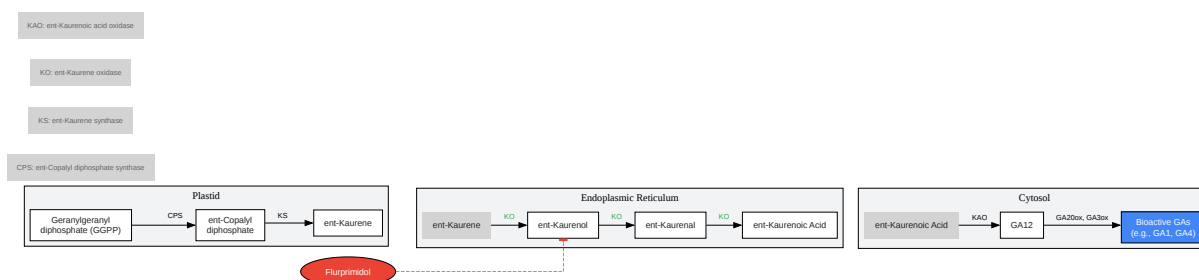 KAO: ent-Kaurenoic acid oxidase
KO: ent-Kaurene oxidase
KS: ent-Kaurene synthase
CPS: ent-Copalyl diphosphate synthase
Plastid
Geranylgeranyl
diphosphate (GGPP)
CPS
ent-Copalyl
diphosphate
KS
ent-Kaurene
Endoplasmic Reticulum
ent-Kaurene
KO
ent-Kaurenol
KO
ent-Kaurenal
KO
ent-Kaurenoic Acid
Cytosol
ent-Kaurenoic Acid
KAO
GA12
GA20ox, GA3ox
Bioactive GAs
(e.g., GA1, GA4)
Flurprimidol